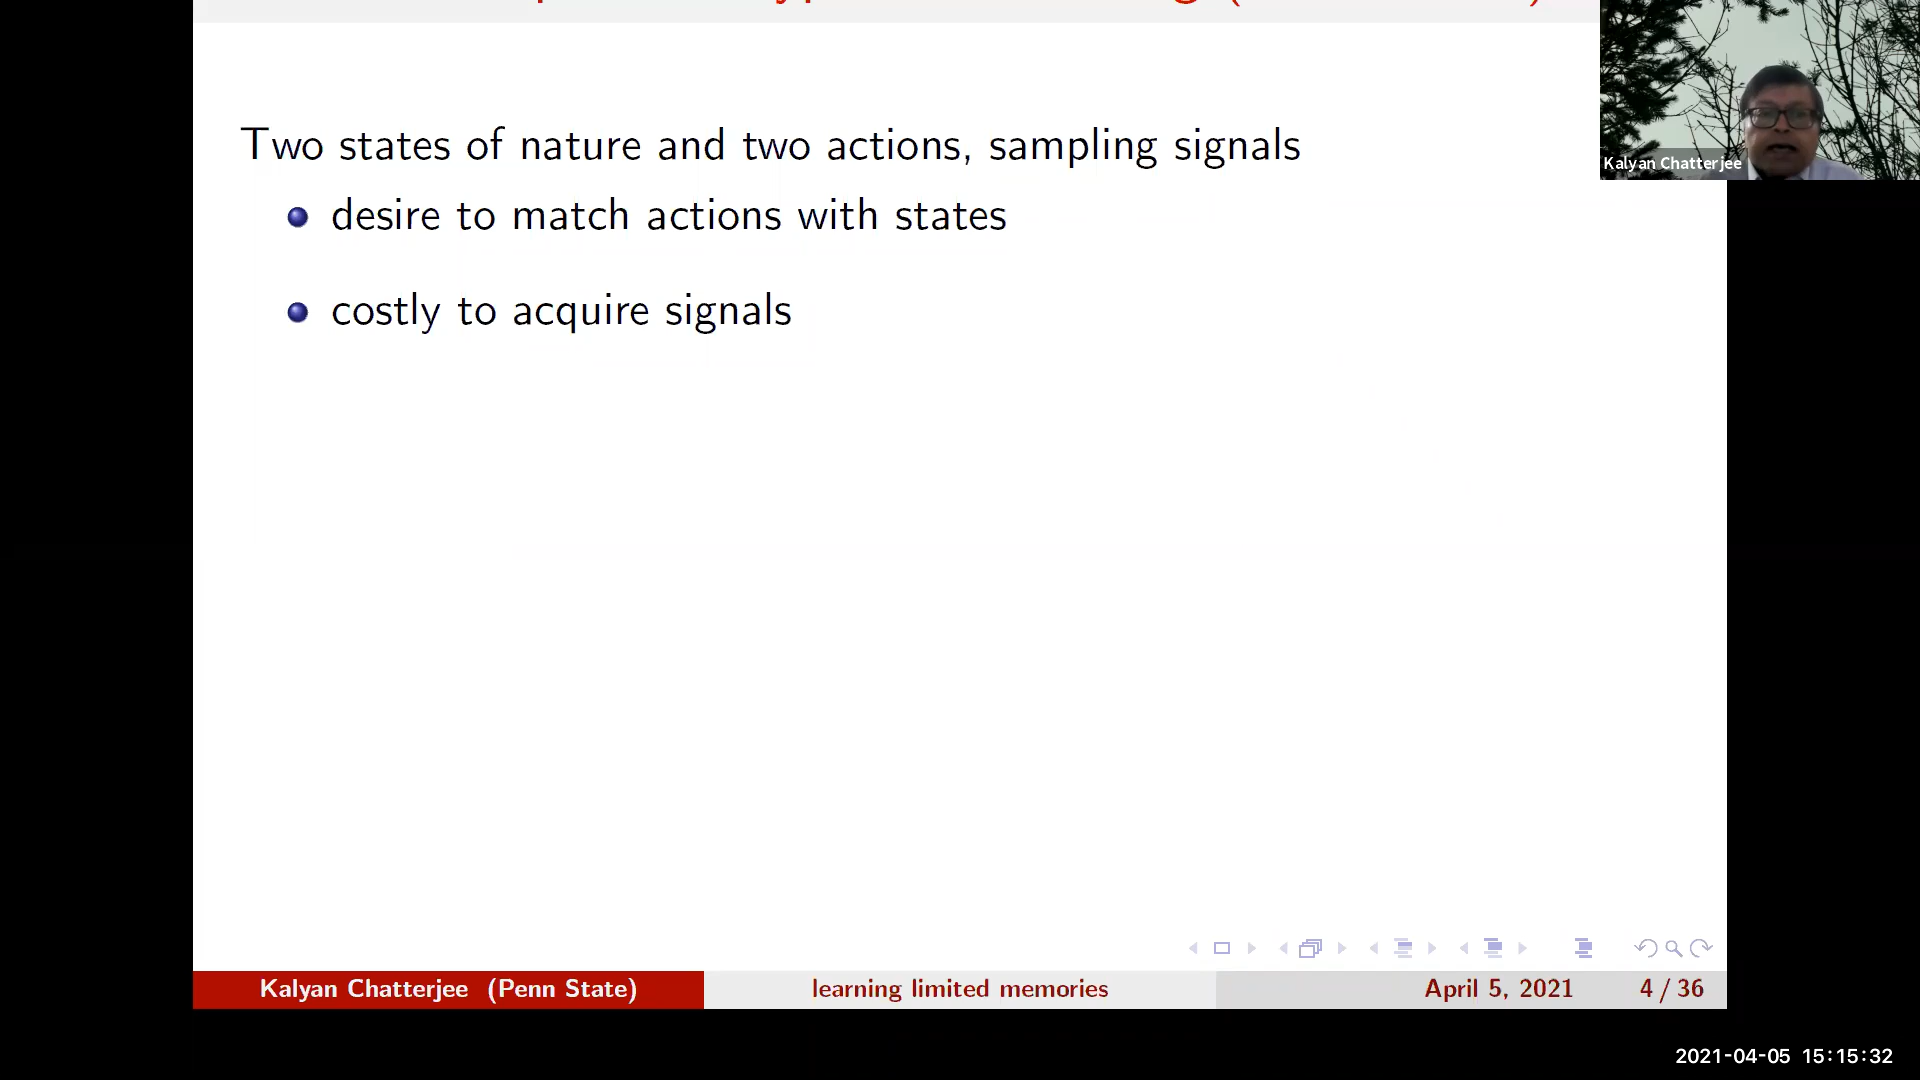 Two states of nature and two actions, sampling signals
desire to match actions with states
costly to acquire signals
Kalyan Chatterjee
Kalyan Chatterjee (Penn State)
learning limited memories
April 5, 2021
4 / 36
2021-04-05 15:15:32